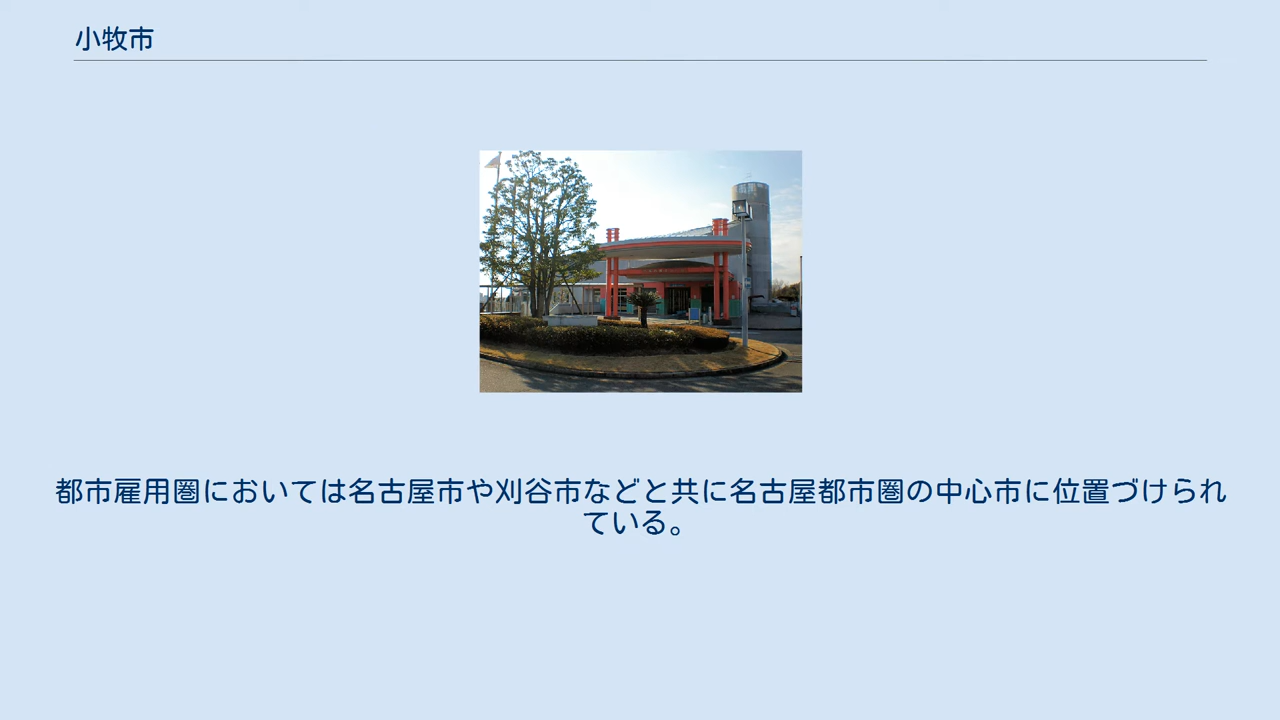 小牧市
都市雇用圏においては名古屋市や刈谷市などと共に名古屋都市圏の中心市に位置づけられ
ている。